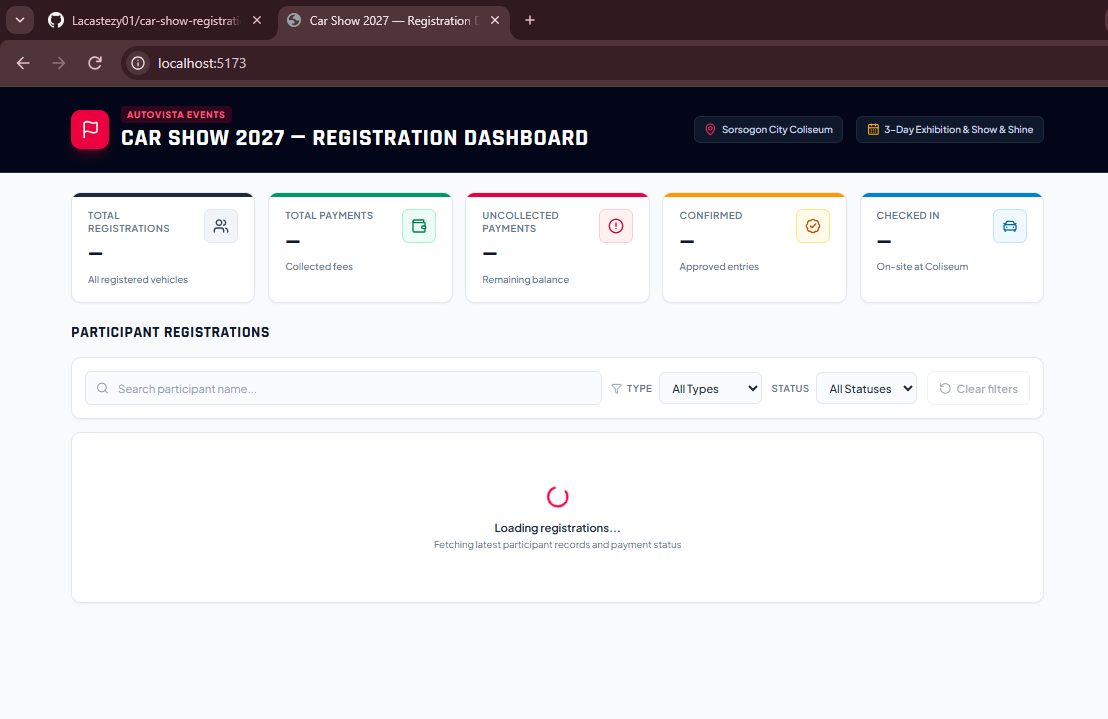 Lacastezy01/car-show-registrati
Car Show 2027 — Registration D
localhost:5173
AUTOVISTA EVENTS
CAR SHOW 2027 — REGISTRATION DASHBOARD
Sorsogon City Coliseum
3-Day Exhibition & Show & Shine
TOTAL
REGISTRATIONS
—
All registered vehicles
TOTAL PAYMENTS
—
Collected fees
UNCOLLECTED
PAYMENTS
—
Remaining balance
CONFIRMED
—
Approved entries
CHECKED IN
—
On-site at Coliseum
PARTICIPANT REGISTRATIONS
Search participant name...
TYPE
All Types
STATUS
All Statuses
Clear filters
Loading registrations...
Fetching latest participant records and payment status